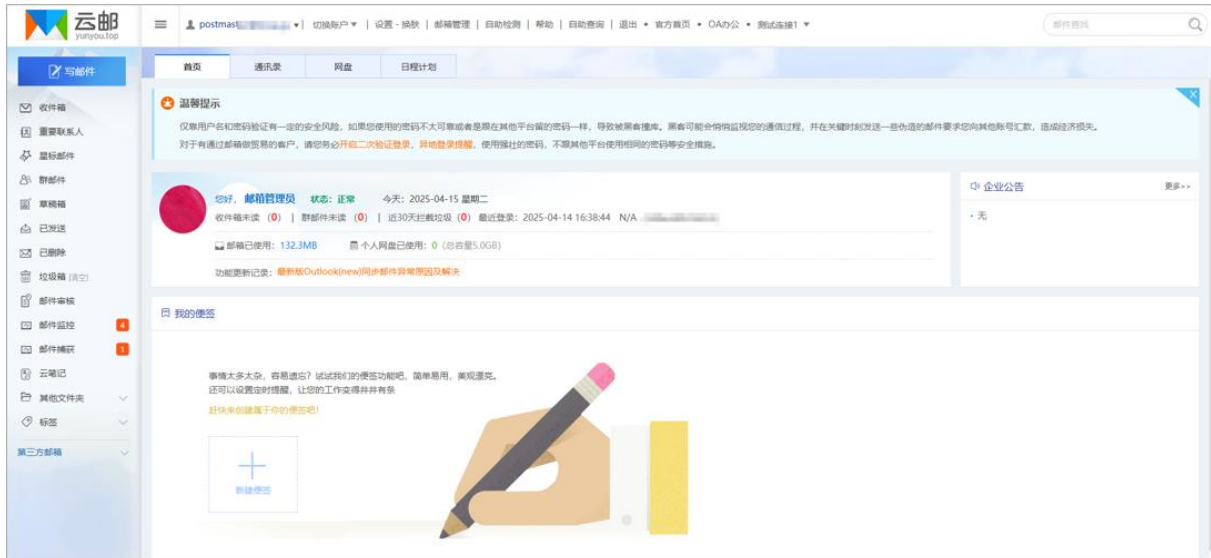 云邮
yunyou.top
postmast
切换账户 ▾ | 设置 - 换肤 | 邮箱管理 | 自助检测 | 帮助 | 自助查询 | 退出 • 官方首页 • OA办公 • 测试连接1 ▾
邮件查找
写邮件
首页
通讯录
网盘
日程计划
收件箱
重要联系人
星标邮件
群邮件
草稿箱
已发送
已删除
垃圾箱 [清空]
邮件审核
邮件监控 4
邮件捕获 1
云笔记
其他文件夹
标签
第三方邮箱
温馨提示
仅靠用户名和密码验证有一定的安全风险，如果您使用的密码不太可靠或者是跟在其他平台留的密码一样，导致被黑客撞库。黑客可能会悄悄监视您的通信过程，并在关键时刻发送一些伪造的邮件要求您向其他账号汇款，造成经济损失。
对于有通过邮箱做贸易的客户，请您务必开启二次验证登录，异地登录提醒，使用强壮的密码，不跟其他平台使用相同的密码等安全措施。
X
您好，邮箱管理员 状态：正常 今天：2025-04-15 星期二
收件箱未读（0） | 群邮件未读（0） | 近30天拦截垃圾（0） 最近登录：2025-04-14 16:38:44 N/A
邮箱已使用：132.3MB 个人网盘已使用：0（总容量5.0GB）
功能更新记录：最新版Outlook(new)同步邮件异常原因及解决
企业公告
更多>>
· 无
我的便签
事情太多太杂，容易遗忘？试试我们的便签功能吧，简单易用，美观漂亮。
还可以设置定时提醒，让您的工作变得井井有条
赶快来创建属于你的便签吧！
新建便签